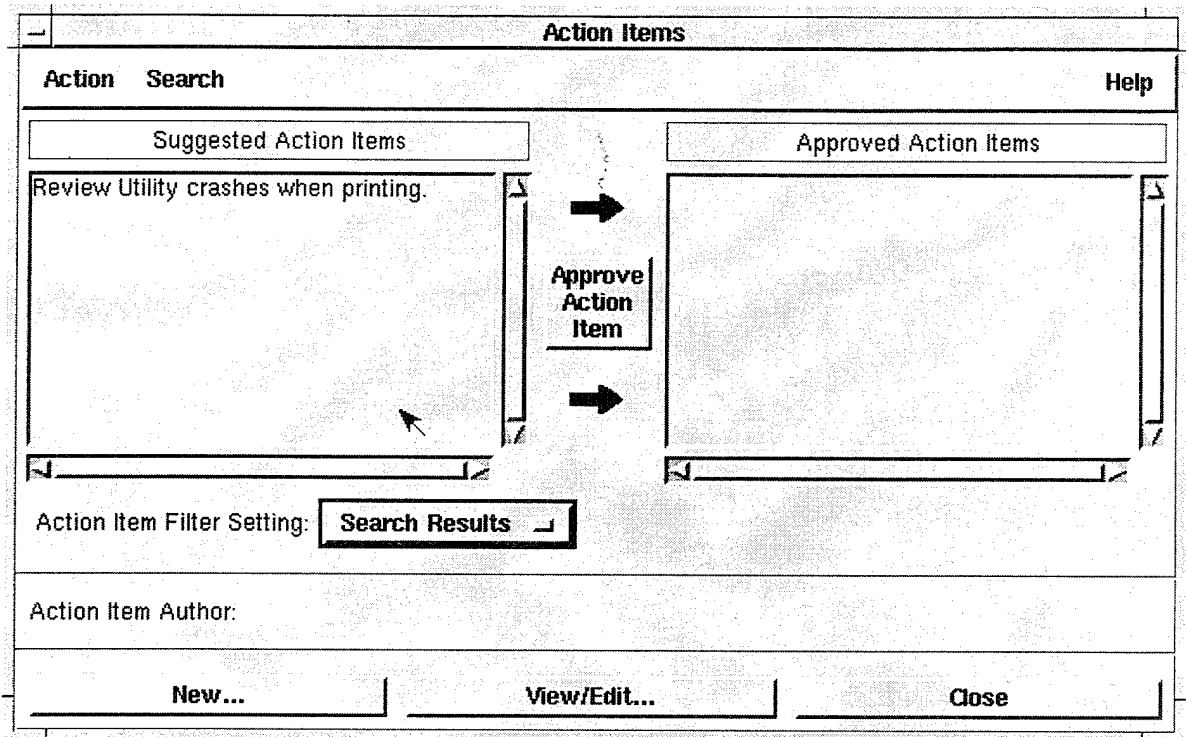 Action Items
Action Search Help
Suggested Action Items
Approved Action Items
Review Utility crashes when printing.
Approve
Action
Item
Action Item Filter Setting: Search Results
Action Item Author:
New... View/Edit... Close